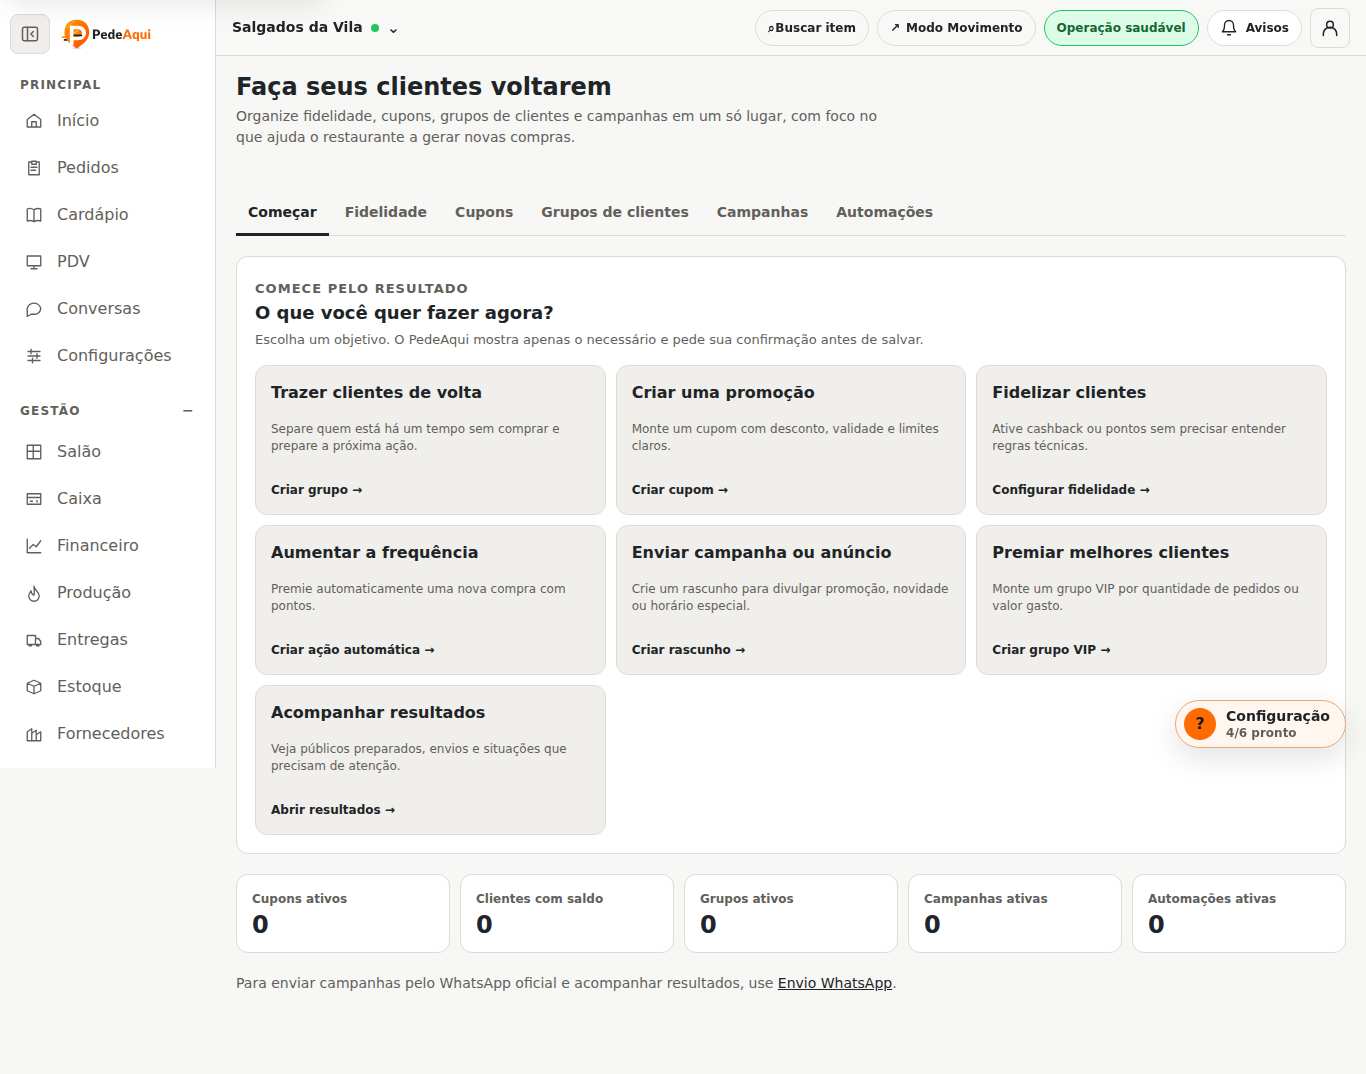 PedeAqui
PRINCIPAL
Início
Pedidos
Cardápio
PDV
Conversas
Configurações
GESTÃO −
Salão
Caixa
Financeiro
Produção
Entregas
Estoque
Fornecedores
Salgados da Vila
⌕Buscar item
↗ Modo Movimento
Operação saudável
Avisos
Faça seus clientes voltarem
Organize fidelidade, cupons, grupos de clientes e campanhas em um só lugar, com foco no
que ajuda o restaurante a gerar novas compras.
Começar Fidelidade Cupons Grupos de clientes Campanhas Automações
COMECE PELO RESULTADO
O que você quer fazer agora?
Escolha um objetivo. O PedeAqui mostra apenas o necessário e pede sua confirmação antes de salvar.
Trazer clientes de volta
Separe quem está há um tempo sem comprar e
prepare a próxima ação.
Criar grupo →
Criar uma promoção
Monte um cupom com desconto, validade e limites
claros.
Criar cupom →
Fidelizar clientes
Ative cashback ou pontos sem precisar entender
regras técnicas.
Configurar fidelidade →
Aumentar a frequência
Premie automaticamente uma nova compra com
pontos.
Criar ação automática →
Enviar campanha ou anúncio
Crie um rascunho para divulgar promoção, novidade
ou horário especial.
Criar rascunho →
Premiar melhores clientes
Monte um grupo VIP por quantidade de pedidos ou
valor gasto.
Criar grupo VIP →
Acompanhar resultados
Veja públicos preparados, envios e situações que
precisam de atenção.
Abrir resultados →
?
Configuração
4/6 pronto
Cupons ativos
0
Clientes com saldo
0
Grupos ativos
0
Campanhas ativas
0
Automações ativas
0
Para enviar campanhas pelo WhatsApp oficial e acompanhar resultados, use Envio WhatsApp.